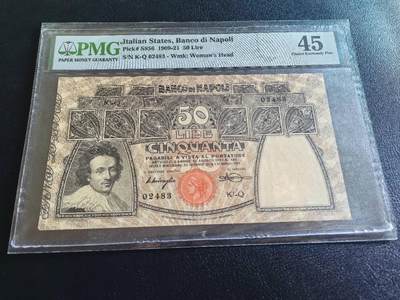 PMG
PAPER MONEY GUARANTY
Italian States, Banco di Napoli
Pick# S856 1909-21 50 Lire
S/N K-Q 02483 - Wmk: Woman's Head
45
Choice Extremely Fine
BANCO DI NAPOLI
K-Q
02483
50
LIRE
CINQUANTA
PAGABILI A VISTA AL PORTATORE
02483
K-Q